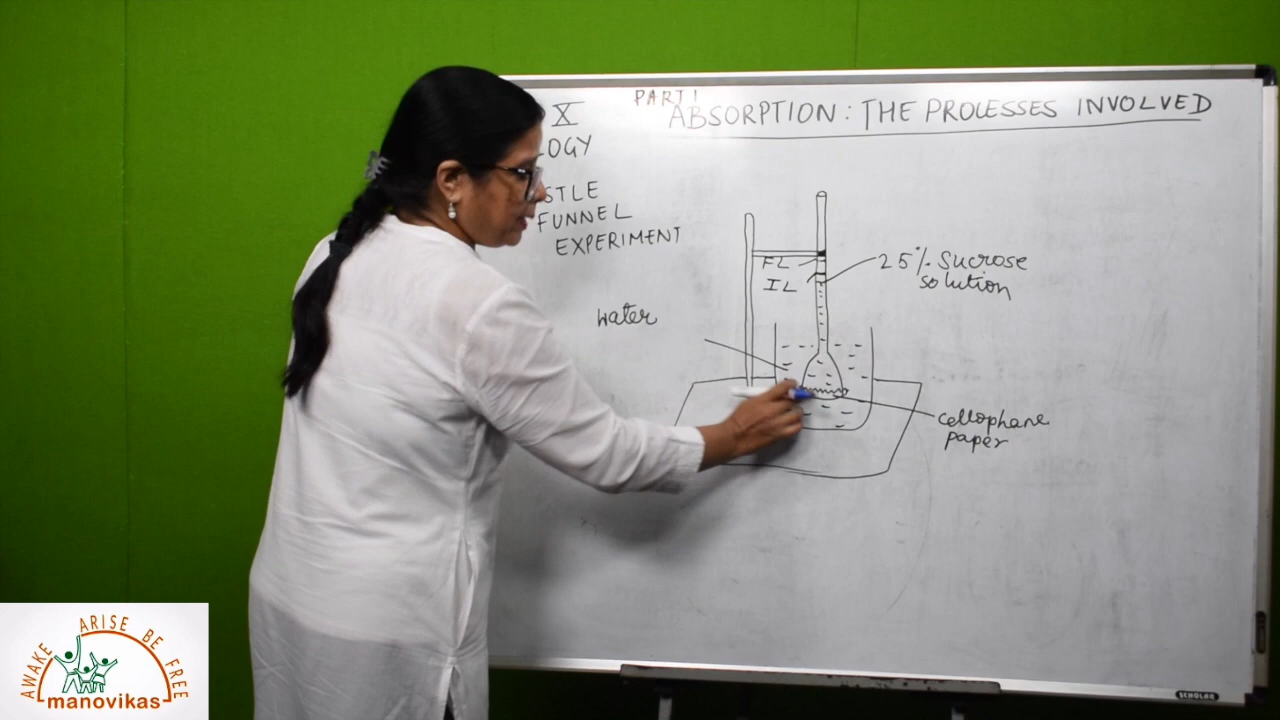 PART 1
X
ABSORPTION: THE PROCESSES INVOLVED
LOGY
STLE
FUNNEL
EXPERIMENT
FL
IL
25% Sucrose
solution
water
cellophane
paper
AWAKE ARISE BE FREE
manovikas
SCHOLAR